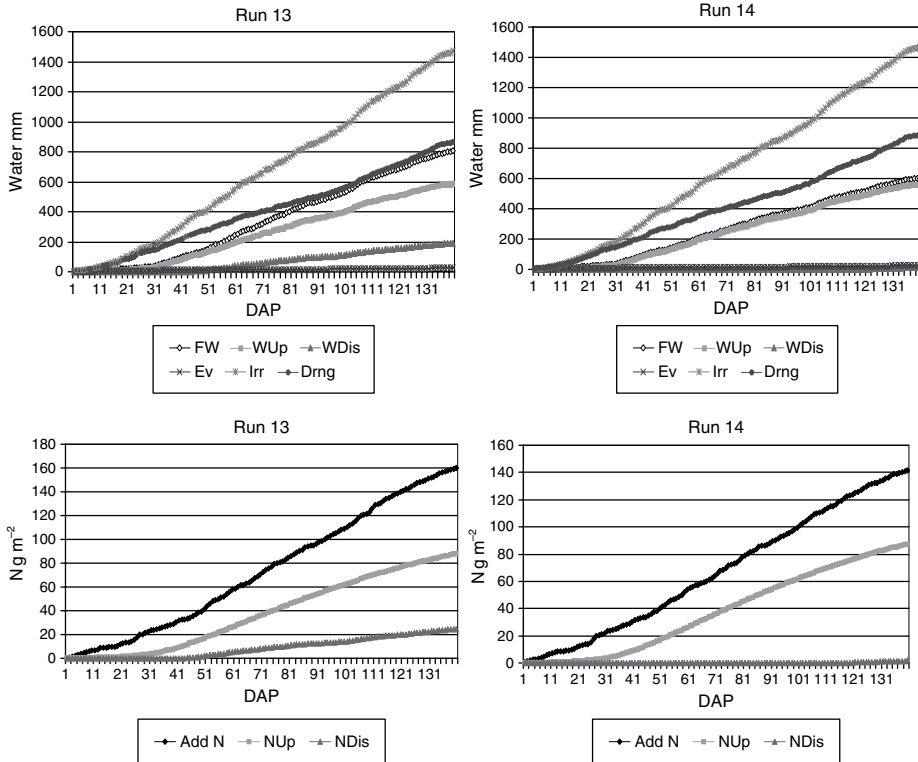 Run 13
1600
1400
1200
1000
800
600
400
200
0
Water mm
1 11 21 31 41 51 61 71 81 91 101 111 121 131
DAP
FW WUp WDis
Ev Irr Drng
Run 14
1600
1400
1200
1000
800
600
400
200
0
Water mm
1 11 21 31 41 51 61 71 81 91 101 111 121 131
DAP
FW WUp WDis
Ev Irr Drng
Run 13
180
160
140
120
100
80
60
40
20
0
N g m⁻²
1 11 21 31 41 51 61 71 81 91 101 111 121 131
DAP
Add N NUp NDis
Run 14
160
140
120
100
80
60
40
20
0
N g m⁻²
1 11 21 31 41 51 61 71 81 91 101 111 121 131
DAP
Add N NUp NDis